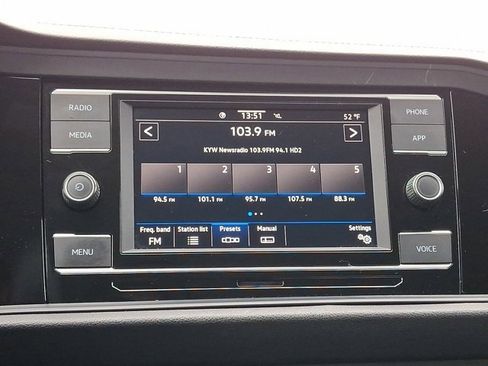 RADIO
MEDIA
MENU
13:51
52 °F
103.9 FM
KYW Newsradio 103.9FM 94.1 HD2
1 2 3 4 5
94.5 FM 101.1 FM 95.7 FM 107.5 FM 88.3 FM
Freq. band Station list Presets Manual Settings
FM
PHONE
APP
VOICE